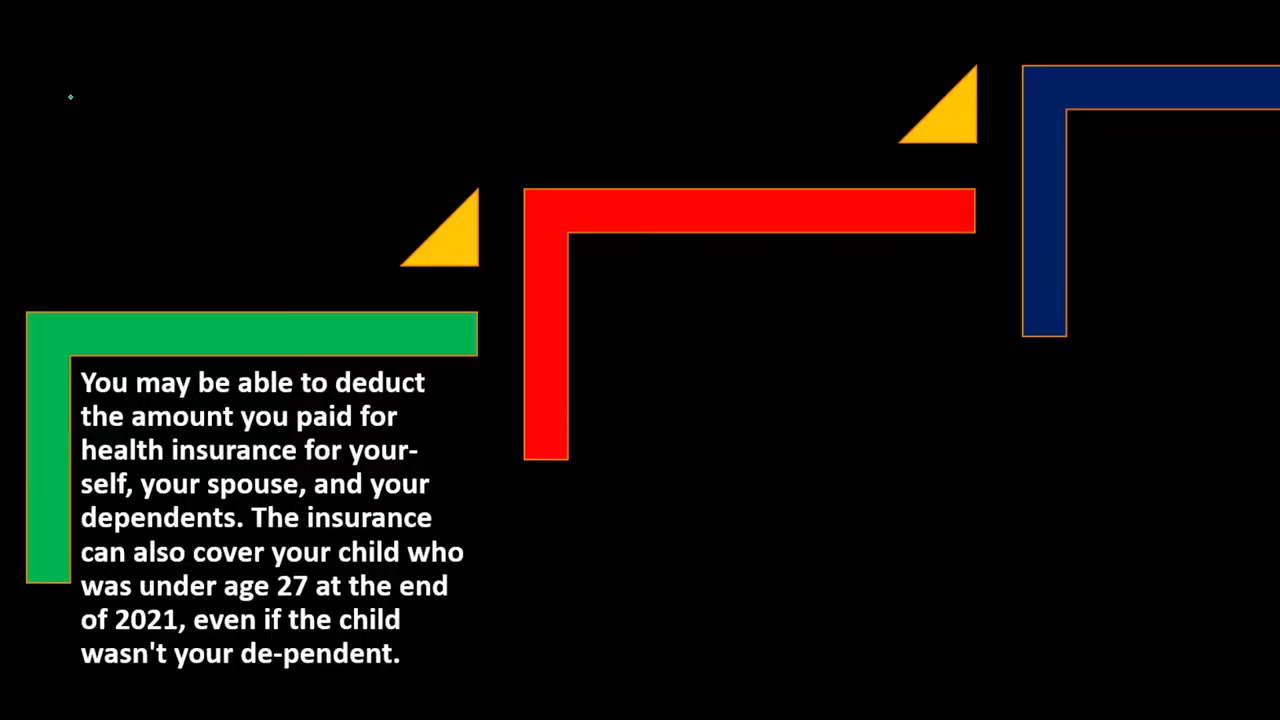 You may be able to deduct
the amount you paid for
health insurance for your-
self, your spouse, and your
dependents. The insurance
can also cover your child who
was under age 27 at the end
of 2021, even if the child
wasn't your de-pendent.